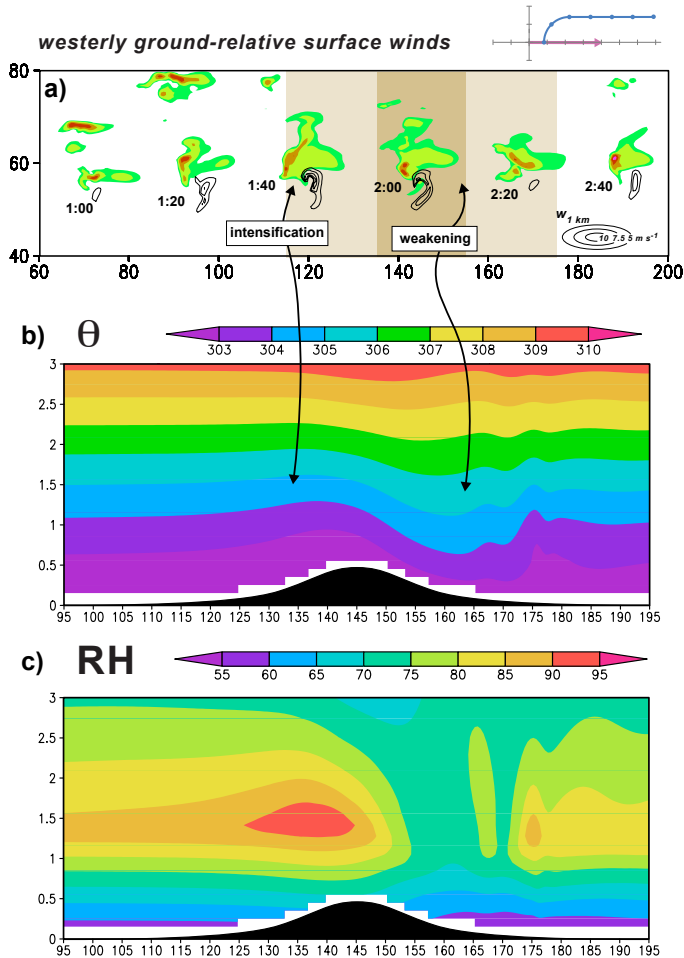 westerly ground-relative surface winds
a)
80
60
40
1:00
1:20
1:40
2:00
2:20
2:40
intensification
weakening
w1 km
10 7.5 5 m s-1
60 80 100 120 140 160 180 200
b) θ
303 304 305 306 307 308 309 310
3
2.5
2
1.5
1
0.5
0
95 100 105 110 115 120 125 130 135 140 145 150 155 160 165 170 175 180 185 190 195
c) RH
55 60 65 70 75 80 85 90 95
3
2.5
2
1.5
1
0.5
0
95 100 105 110 115 120 125 130 135 140 145 150 155 160 165 170 175 180 185 190 195